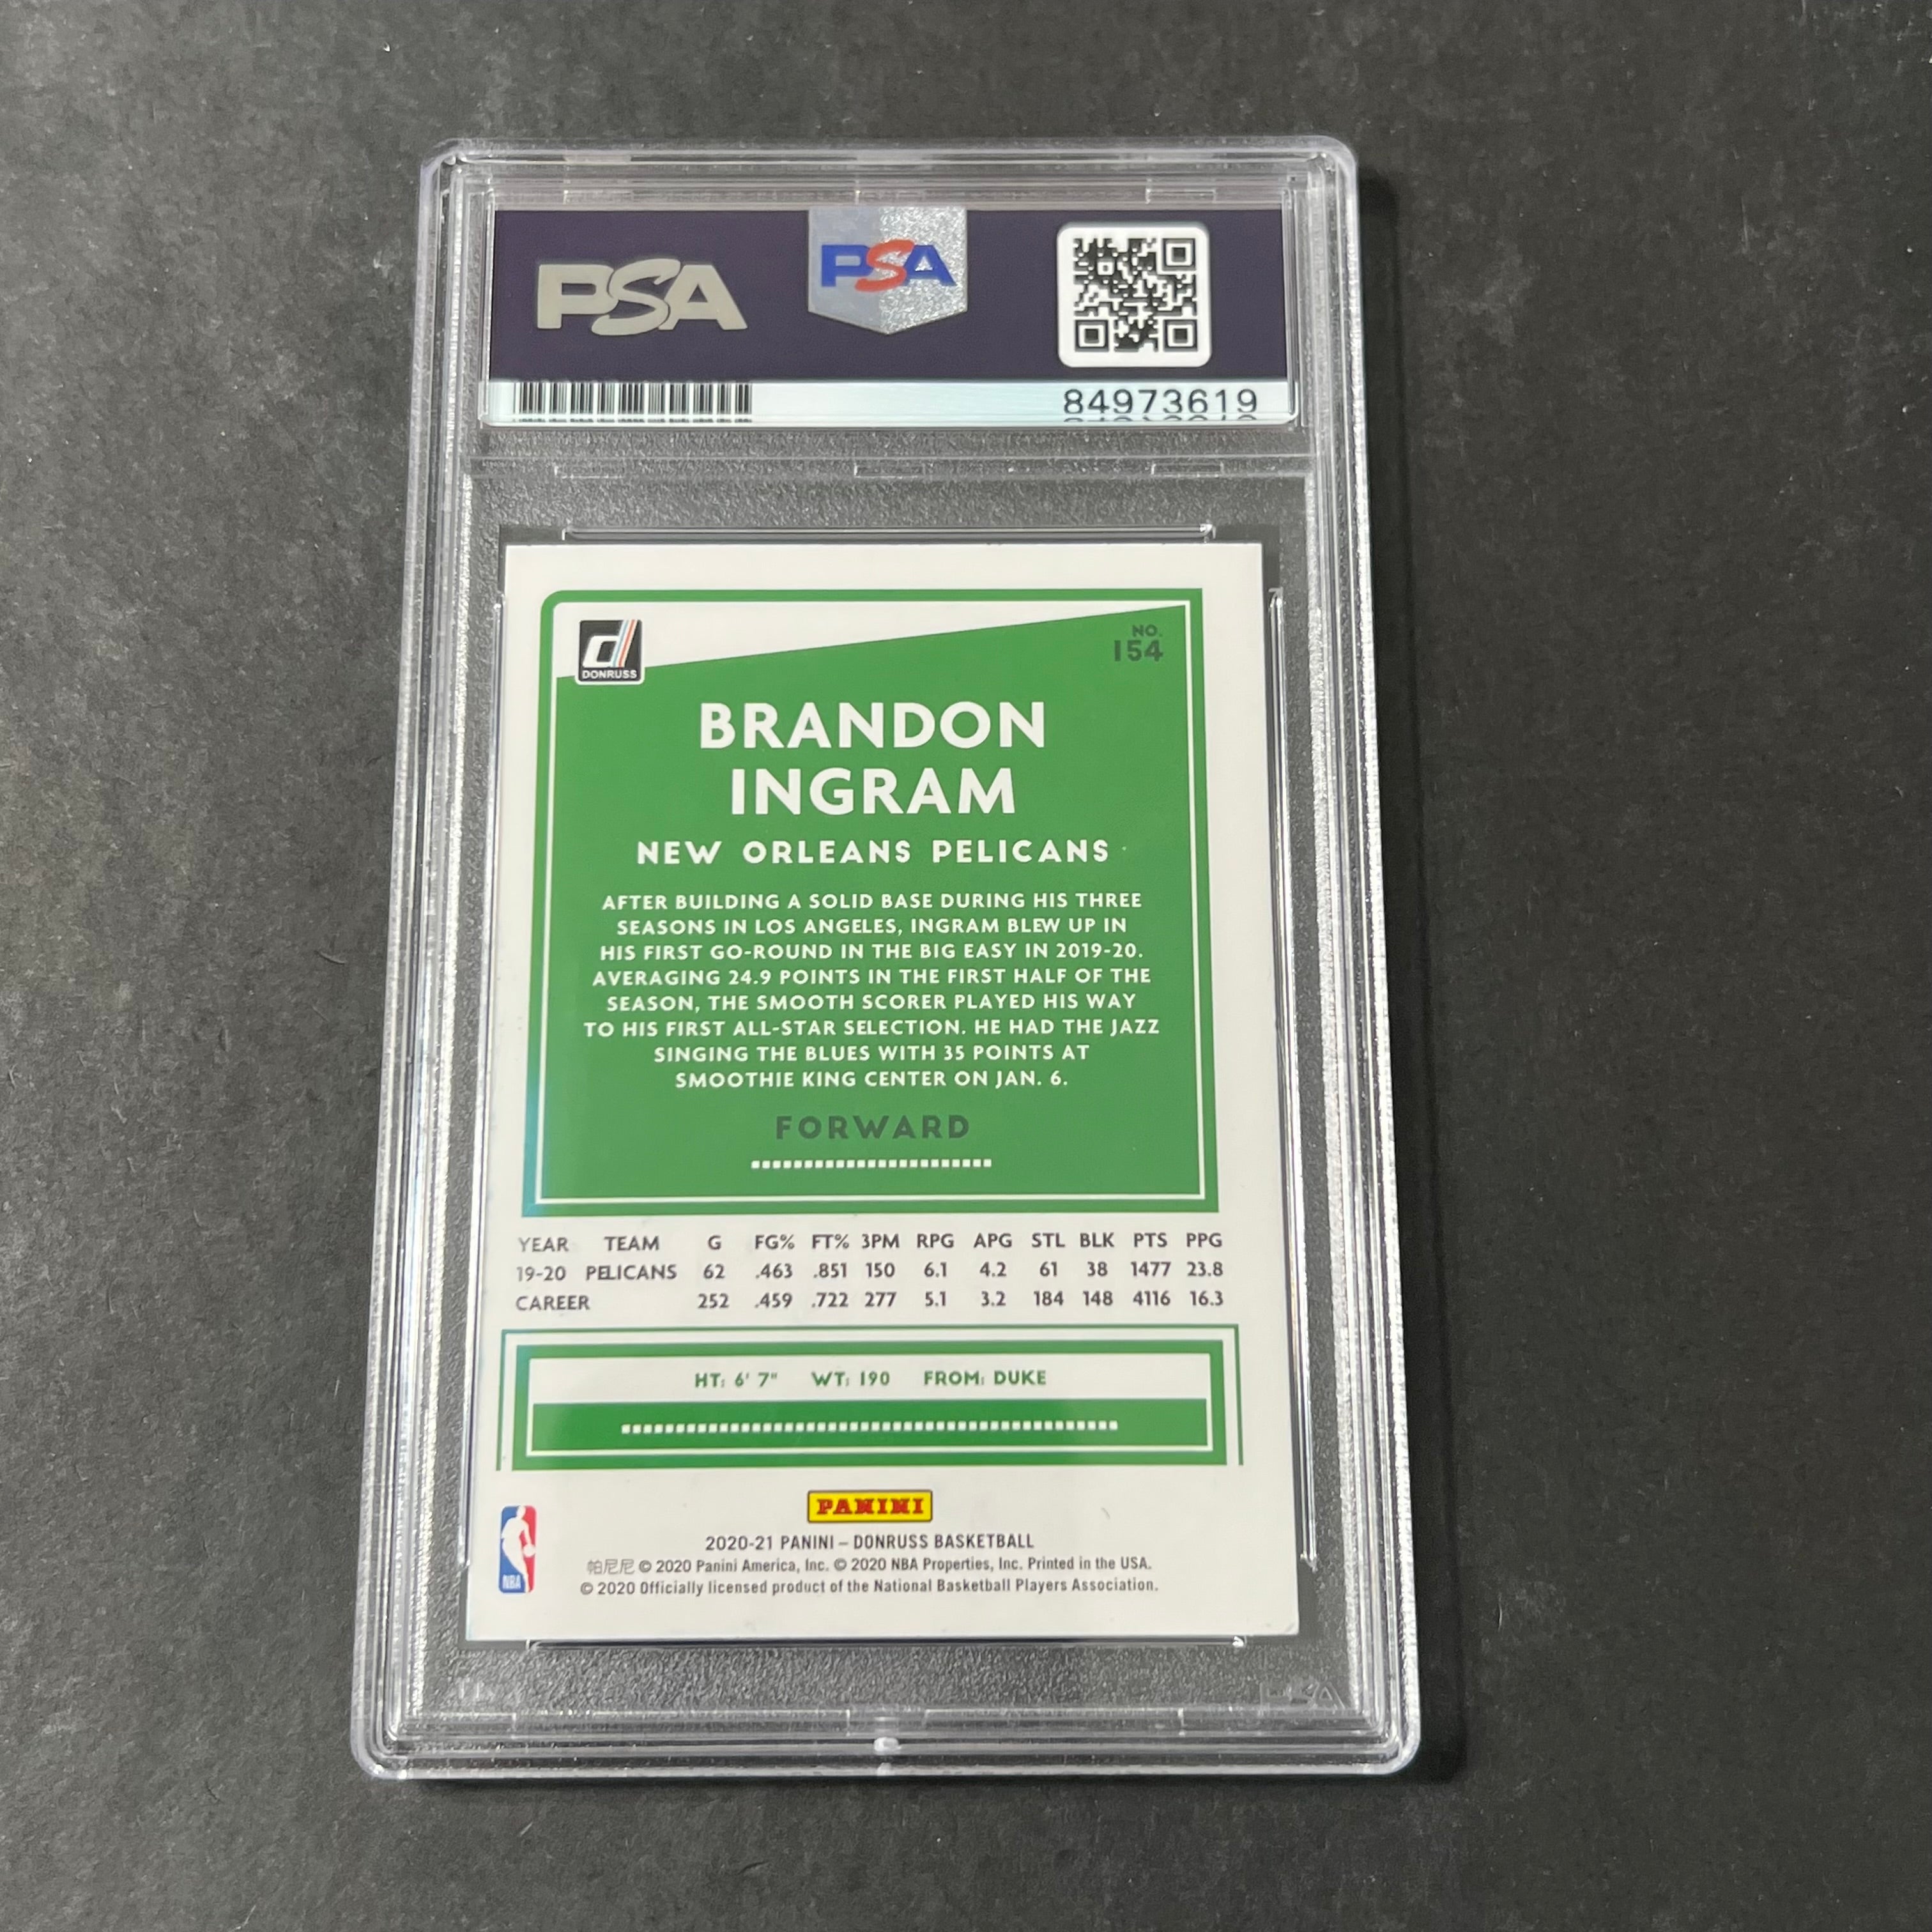 PSA
PSA
84973619
DONRUSS
NO.
154
BRANDON
INGRAM
NEW ORLEANS PELICANS
AFTER BUILDING A SOLID BASE DURING HIS THREE
SEASONS IN LOS ANGELES, INGRAM BLEW UP IN
HIS FIRST GO-ROUND IN THE BIG EASY IN 2019-20.
AVERAGING 24.9 POINTS IN THE FIRST HALF OF THE
SEASON, THE SMOOTH SCORER PLAYED HIS WAY
TO HIS FIRST ALL-STAR SELECTION. HE HAD THE JAZZ
SINGING THE BLUES WITH 35 POINTS AT
SMOOTHIE KING CENTER ON JAN. 6.
FORWARD
YEAR TEAM G FG% FT% 3PM RPG APG STL BLK PTS PPG
19-20 PELICANS 62 .463 .851 150 6.1 4.2 61 38 1477 23.8
CAREER 252 .459 .722 277 5.1 3.2 184 148 4116 16.3
HT: 6' 7" WT: 190 FROM: DUKE
PANINI
NBA
2020-21 PANINI – DONRUSS BASKETBALL
帕尼尼 © 2020 Panini America, Inc. © 2020 NBA Properties, Inc. Printed in the USA.
© 2020 Officially licensed product of the National Basketball Players Association.
PSA